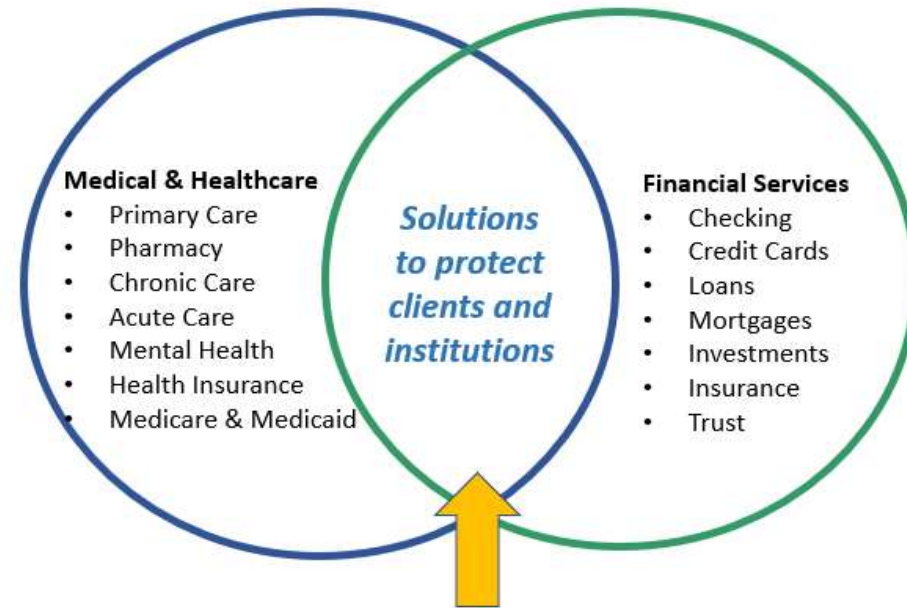 Medical & Healthcare
• Primary Care
• Pharmacy
• Chronic Care
• Acute Care
• Mental Health
• Health Insurance
• Medicare & Medicaid
Solutions
to protect
clients and
institutions
Financial Services
• Checking
• Credit Cards
• Loans
• Mortgages
• Investments
• Insurance
• Trust